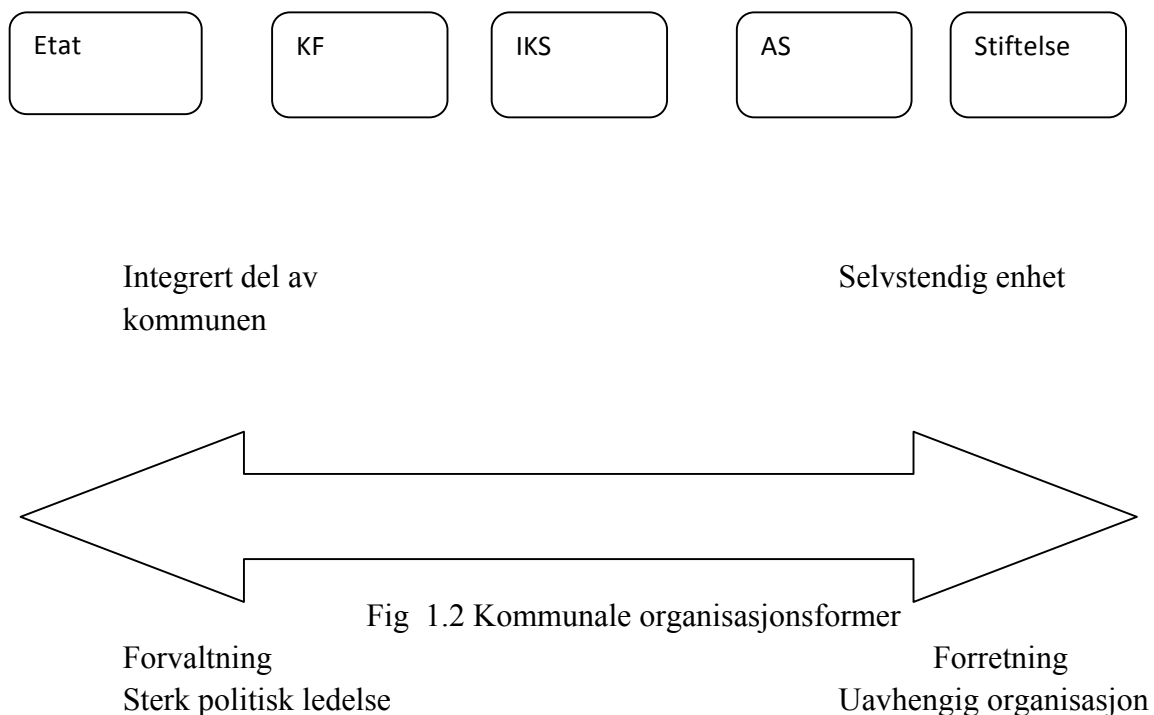 Etat
KF
IKS
AS
Stiftelse
Integrert del av
kommunen
Selvstendig enhet
Fig 1.2 Kommunale organisasjonsformer
Forvaltning
Sterk politisk ledelse
Forretning
Uavhengig organisasjon